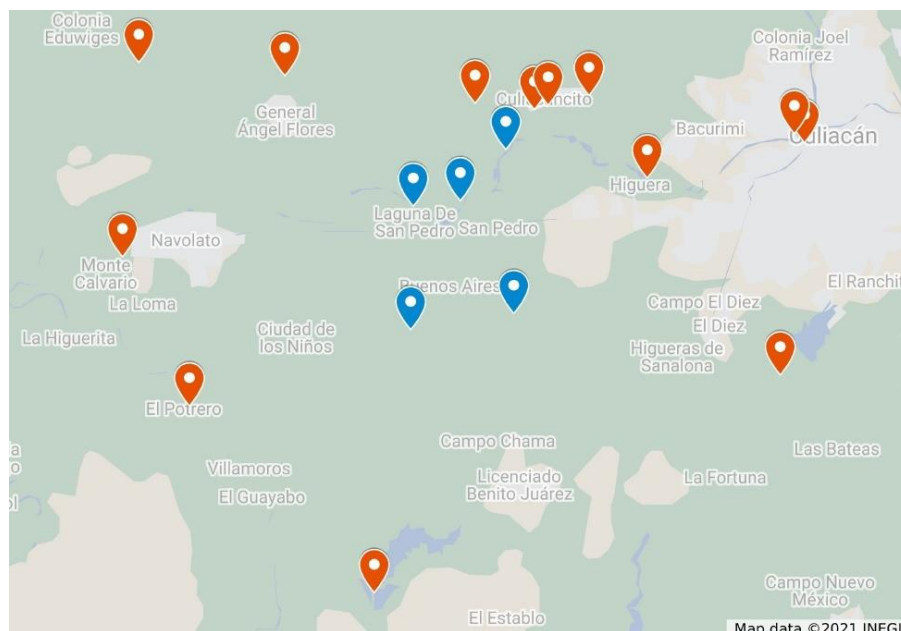 Colonia
Eduwiges
Colonia Joel
Ramírez
General
Ángel Flores
Bacurimi
Culiacán
Higuera
Laguna De
San Pedro
San Pedro
Navolato
Monte
Calvario
La Loma
Buenos Aires
El Ranchit
Campo El Diez
El Diez
La Higuerita
Ciudad de
los Niños
Higueras de
Sanalona
El Potrero
Campo Chama
Las Bateas
Villamoros
Licenciado
Benito Juárez
La Fortuna
El Guayabo
Campo Nuevo
México
El Establo
Map data ©2021 INEGI